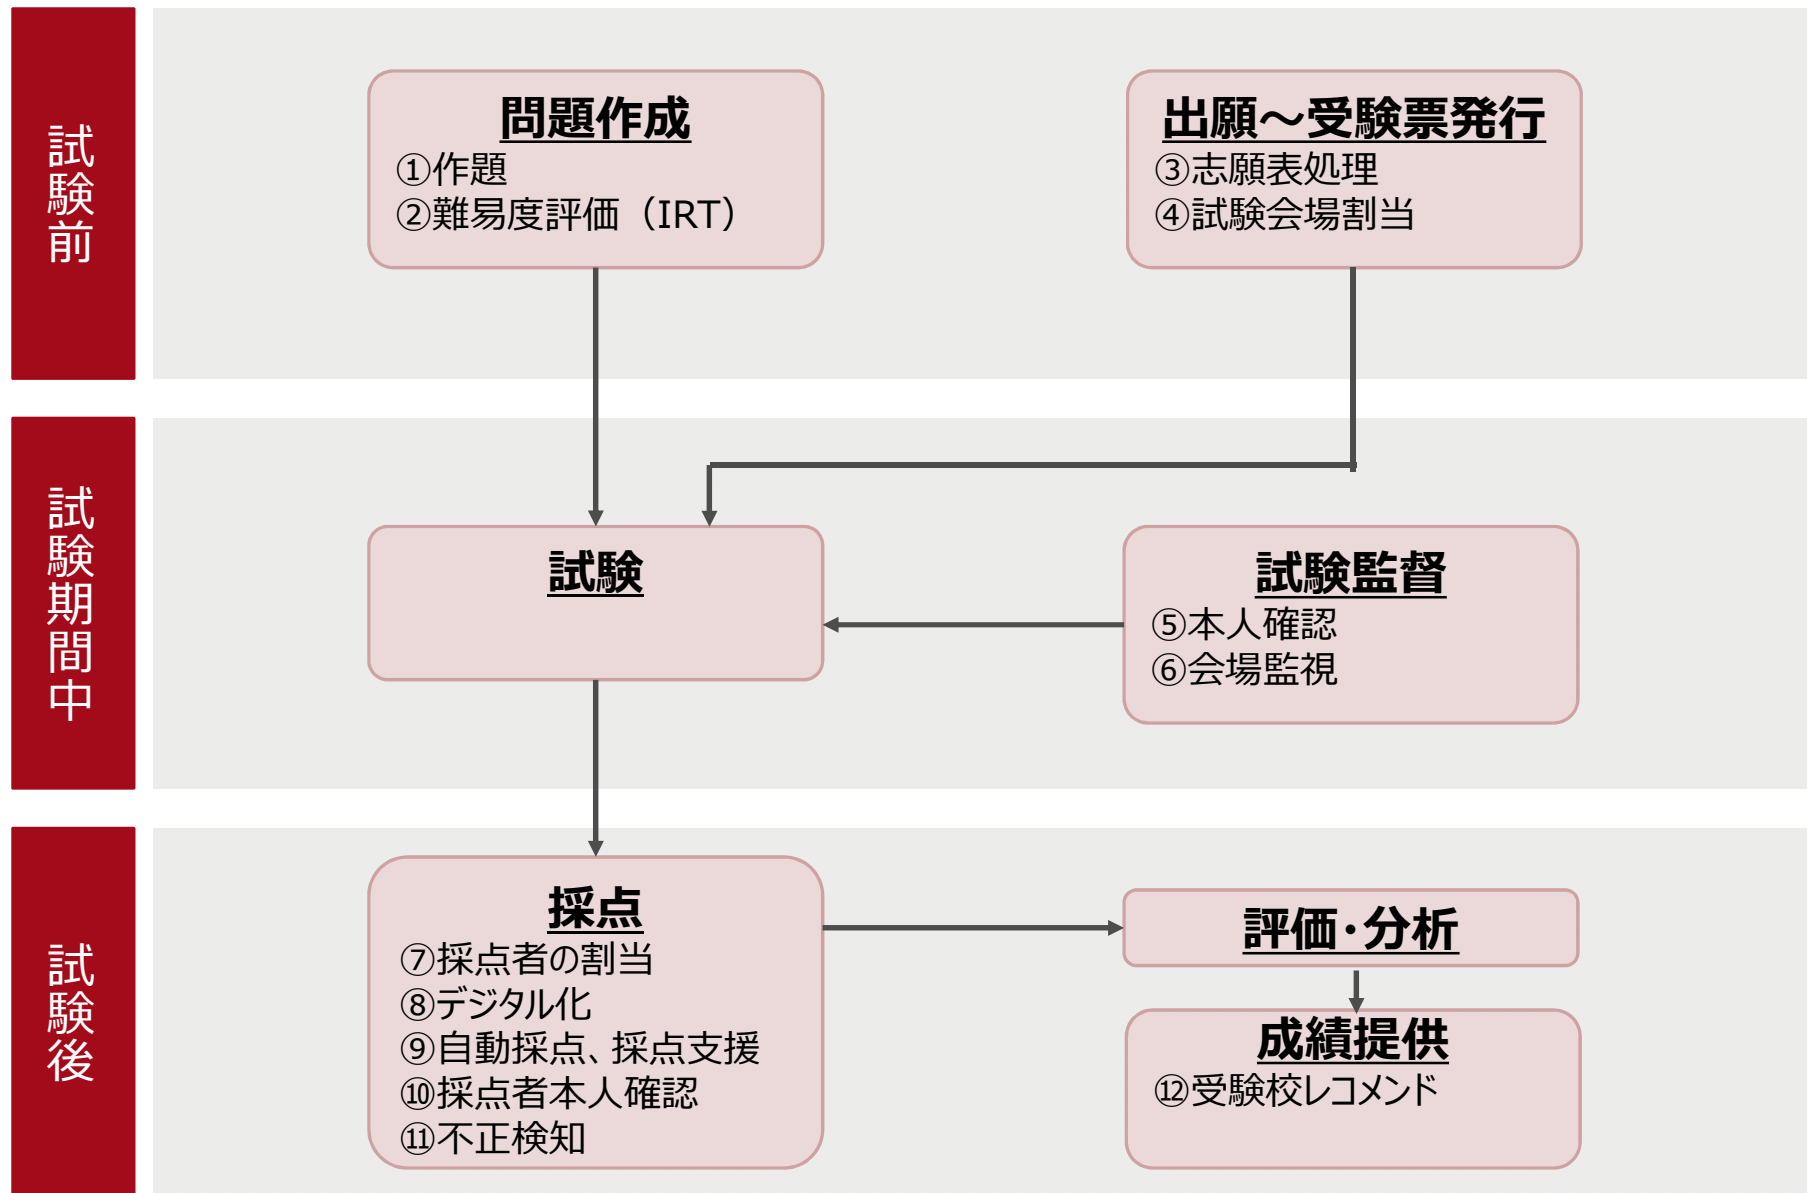 試験前
問題作成
①作題
②難易度評価（IRT）
出願～受験票発行
③志願表処理
④試験会場割当
試験期間中
試験
試験監督
⑤本人確認
⑥会場監視
試験後
採点
⑦採点者の割当
⑧デジタル化
⑨自動採点、採点支援
⑩採点者本人確認
⑪不正検知
評価・分析
成績提供
⑫受験校レコメンド